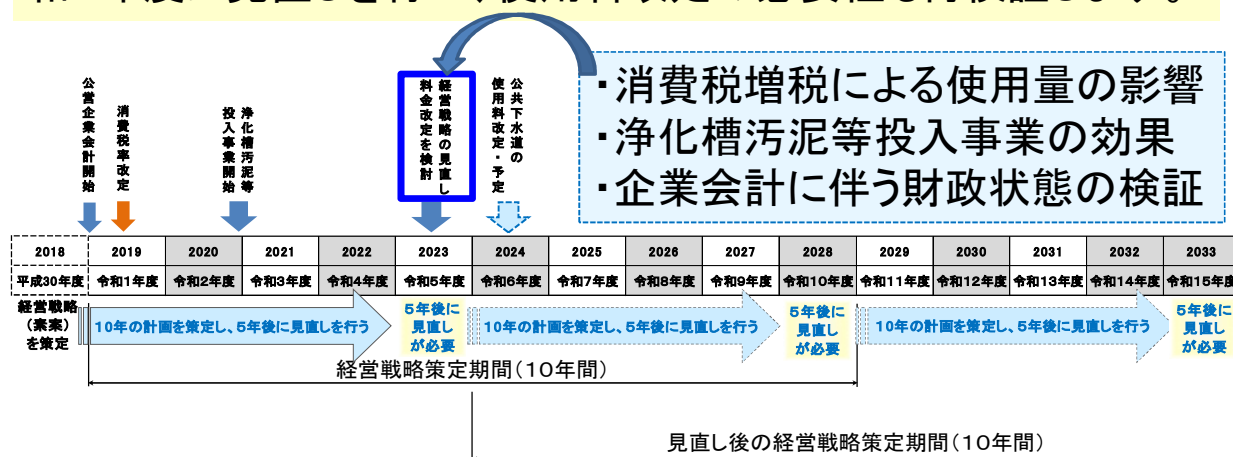 ・消費税増税による使用量の影響
・浄化槽汚泥等投入事業の効果
・企業会計に伴う財政状態の検証
公営企業会計開始
消費税率改定
浄化槽汚泥等
投入事業開始
経営戦略の見直し
料金改定を検討
公共下水道の
使用料改定・予定
2018 2019 2020 2021 2022 2023 2024 2025 2026 2027 2028 2029 2030 2031 2032 2033
平成30年度 令和1年度 令和2年度 令和3年度 令和4年度 令和5年度 令和6年度 令和7年度 令和8年度 令和9年度 令和10年度 令和11年度 令和12年度 令和13年度 令和14年度 令和15年度
経営戦略
(素案)
を策定
10年の計画を策定し、5年後に見直しを行う
5年後に
見直し
が必要
10年の計画を策定し、5年後に見直しを行う
5年後に
見直し
が必要
10年の計画を策定し、5年後に見直しを行う
5年後に
見直し
が必要
経営戦略策定期間(10年間)
見直し後の経営戦略策定期間(10年間)